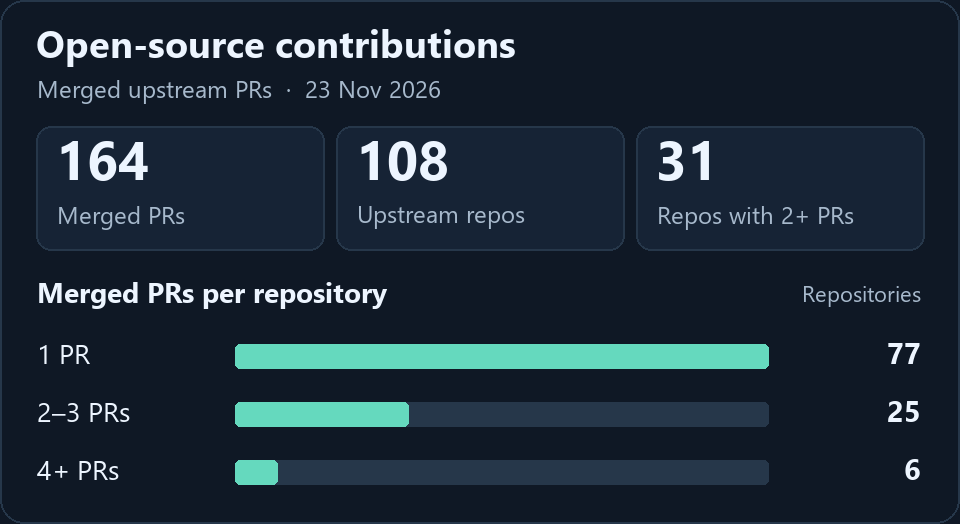 Open-source contributions
Merged upstream PRs · 23 Nov 2026
164
Merged PRs
108
Upstream repos
31
Repos with 2+ PRs
Merged PRs per repository
Repositories
1 PR 77
2–3 PRs 25
4+ PRs 6